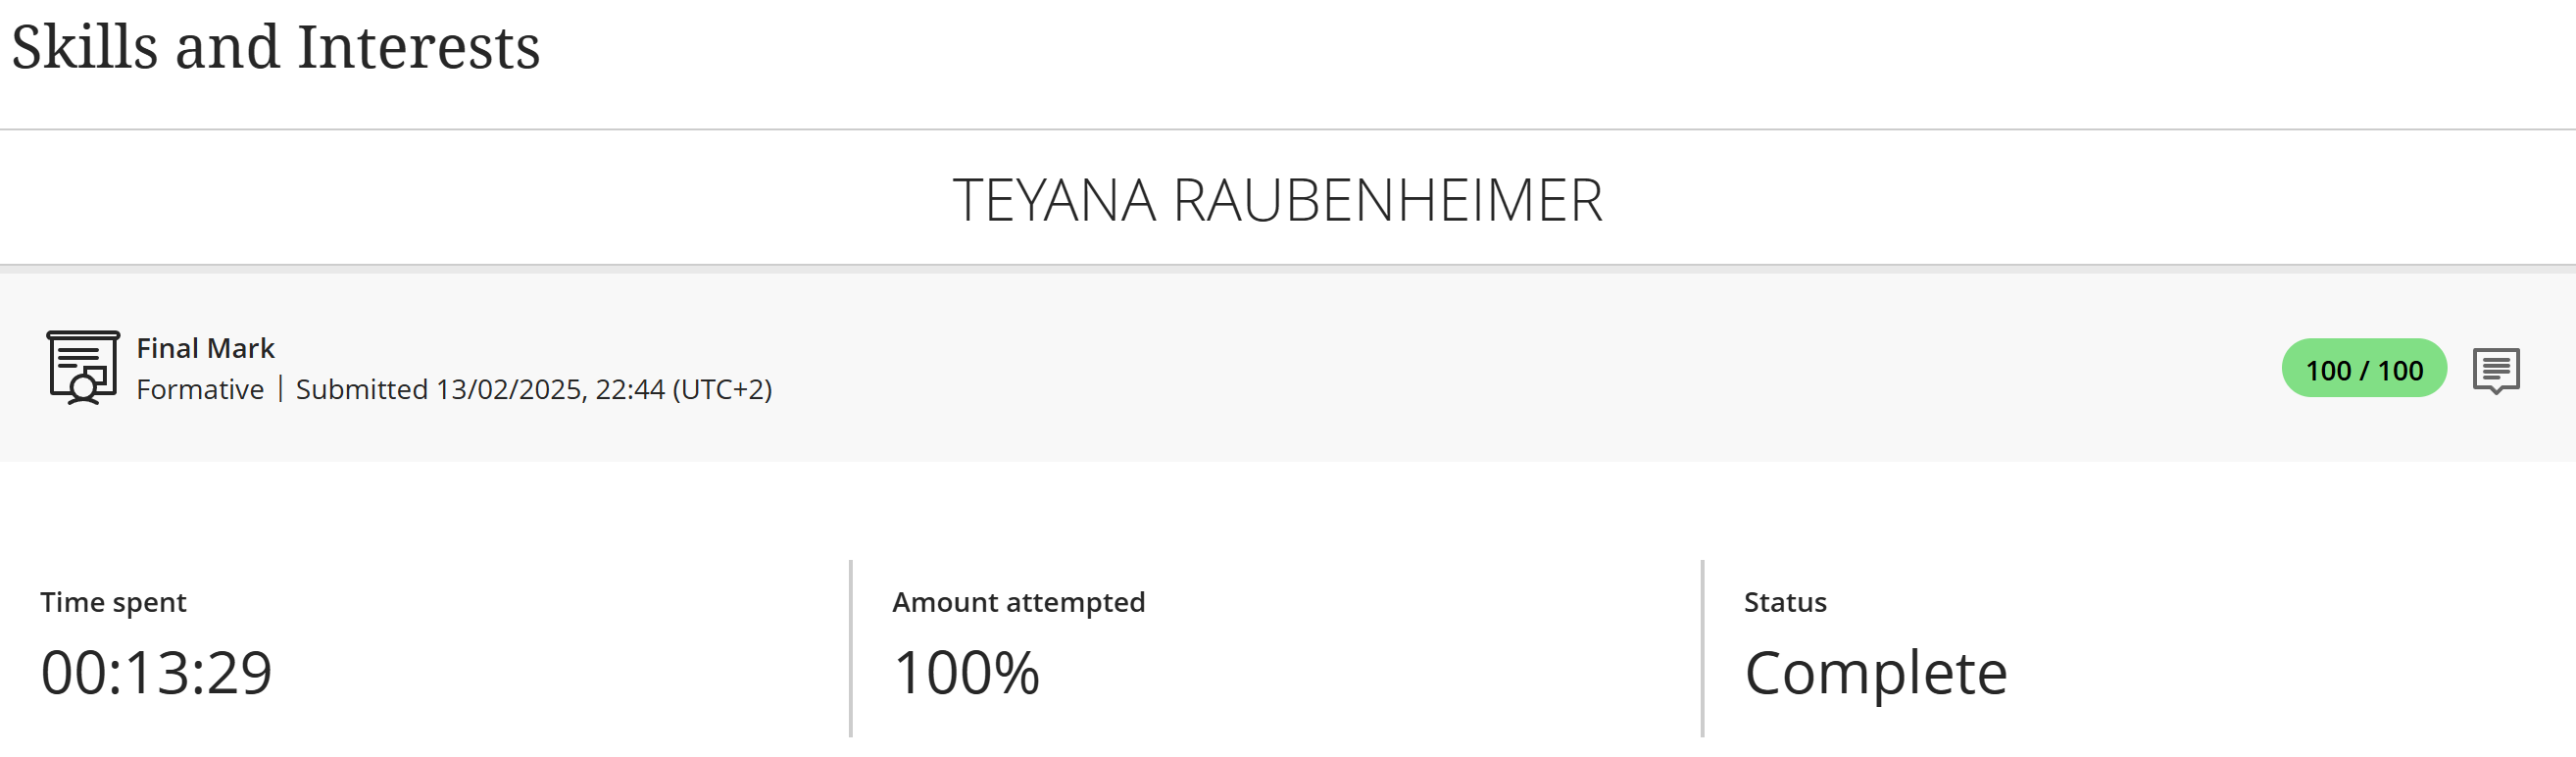 Skills and Interests
TEYANA RAUBENHEIMER
Final Mark
Formative | Submitted 13/02/2025, 22:44 (UTC+2)
100 / 100
Time spent
00:13:29
Amount attempted
100%
Status
Complete